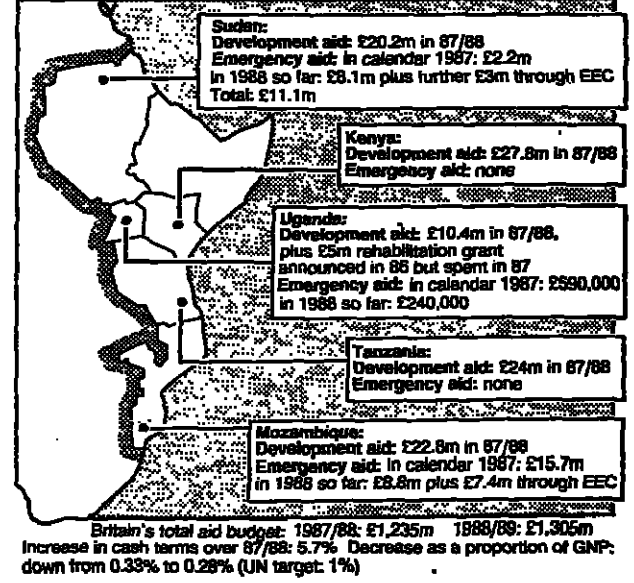 Sudan:
Development aid: £20.2m in 87/88
Emergency aid: in calendar 1987: £2.2m
in 1988 so far: £8.1m plus further £3m through EEC
Total: £11.1m
Kenya:
Development aid: £27.8m in 87/88
Emergency aid: none
Uganda:
Development aid: £10.4m in 87/88,
plus £5m rehabilitation grant
announced in 86 but spent in 87
Emergency aid: in calendar 1987: £590,000
in 1988 so far: £240,000
Tanzania:
Development aid: £24m in 87/88
Emergency aid: none
Mozambique:
Development aid: £22.8m in 87/88
Emergency aid: in calendar 1987: £15.7m
in 1988 so far: £8.8m plus £7.4m through EEC
Britain's total aid budget: 1987/88: £1,235m 1988/89: £1,305m
Increase in cash terms over 87/88: 5.7% Decrease as a proportion of GNP:
down from 0.33% to 0.28% (UN target: 1%)